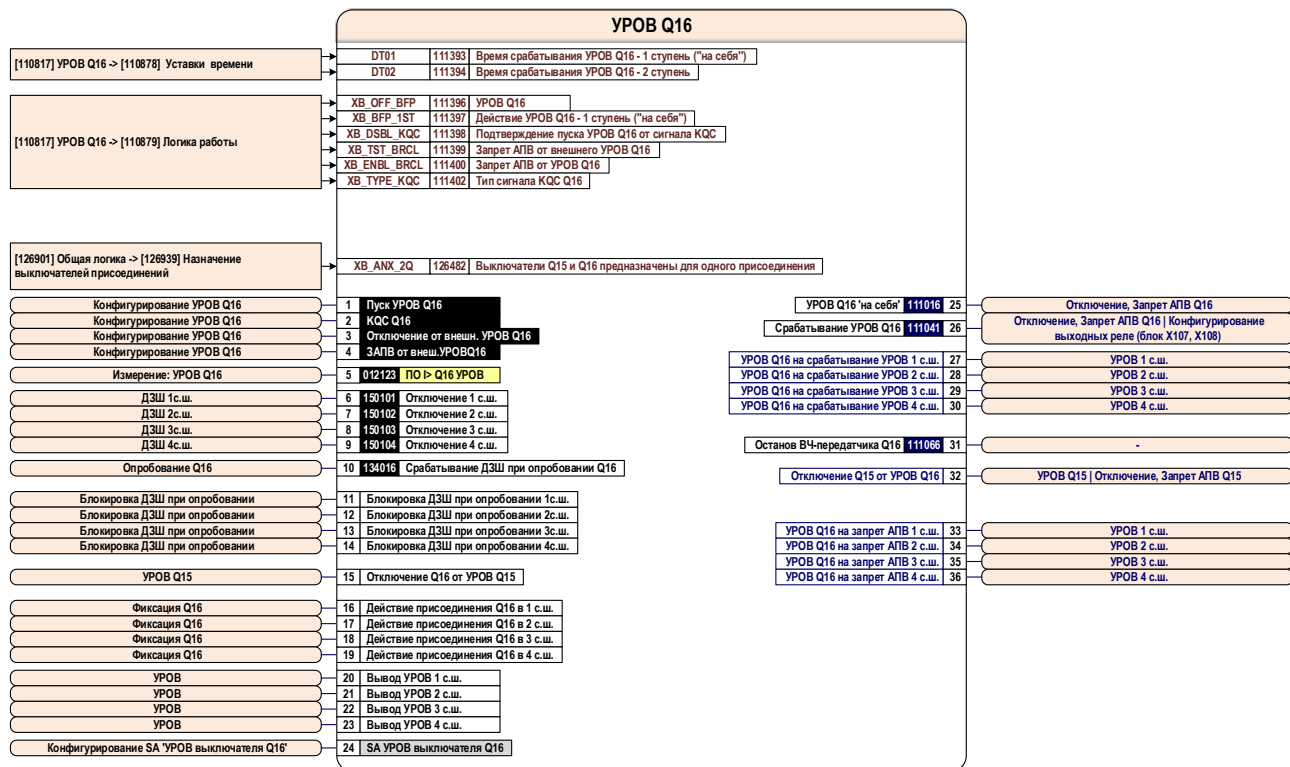 УРОВ Q16
[110817] УРОВ Q16 -> [110878] Уставки времени
DT01 111393 Время срабатывания УРОВ Q16 - 1 ступень ("на себя")
DT02 111394 Время срабатывания УРОВ Q16 - 2 ступень
[110817] УРОВ Q16 -> [110879] Логика работы
XB_OFF_BFP 111396 УРОВ Q16
XB_BFP_1ST 111397 Действие УРОВ Q16 - 1 ступень ("на себя")
XB_DSBL_KQC 111398 Подтверждение пуска УРОВ Q16 от сигнала KQC
XB_TST_BRCL 111399 Запрет АПВ от внешнего УРОВ Q16
XB_ENBL_BRCL 111400 Запрет АПВ от УРОВ Q16
XB_TYPE_KQC 111402 Тип сигнала KQC Q16
[126901] Общая логика -> [126939] Назначение
выключателей присоединений
XB_ANX_2Q 126482 Выключатели Q15 и Q16 предназначены для одного присоединения
Конфигурирование УРОВ Q16 1 Пуск УРОВ Q16
Конфигурирование УРОВ Q16 2 KQC Q16
Конфигурирование УРОВ Q16 3 Отключение от внешн. УРОВ Q16
Конфигурирование УРОВ Q16 4 ЗАПВ от внеш.УРОВQ16
Измерение: УРОВ Q16 5 012123 ПО I> Q16 УРОВ
ДЗШ 1с.ш. 6 150101 Отключение 1 с.ш.
ДЗШ 2с.ш. 7 150102 Отключение 2 с.ш.
ДЗШ 3с.ш. 8 150103 Отключение 3 с.ш.
ДЗШ 4с.ш. 9 150104 Отключение 4 с.ш.
Опробование Q16 10 134016 Срабатывание ДЗШ при опробовании Q16
Блокировка ДЗШ при опробовании 11 Блокировка ДЗШ при опробовании 1с.ш.
Блокировка ДЗШ при опробовании 12 Блокировка ДЗШ при опробовании 2с.ш.
Блокировка ДЗШ при опробовании 13 Блокировка ДЗШ при опробовании 3с.ш.
Блокировка ДЗШ при опробовании 14 Блокировка ДЗШ при опробовании 4с.ш.
УРОВ Q15 15 Отключение Q16 от УРОВ Q15
Фиксация Q16 16 Действие присоединения Q16 в 1 с.ш.
Фиксация Q16 17 Действие присоединения Q16 в 2 с.ш.
Фиксация Q16 18 Действие присоединения Q16 в 3 с.ш.
Фиксация Q16 19 Действие присоединения Q16 в 4 с.ш.
УРОВ 20 Вывод УРОВ 1 с.ш.
УРОВ 21 Вывод УРОВ 2 с.ш.
УРОВ 22 Вывод УРОВ 3 с.ш.
УРОВ 23 Вывод УРОВ 4 с.ш.
Конфигурирование SA 'УРОВ выключателя Q16' 24 SA УРОВ выключателя Q16
УРОВ Q16 'на себя' 111016 25 Отключение, Запрет АПВ Q16
Срабатывание УРОВ Q16 111041 26 Отключение, Запрет АПВ Q16 | Конфигурирование
выходных реле (блок X107, X108)
УРОВ Q16 на срабатывание УРОВ 1 с.ш. 27 УРОВ 1 с.ш.
УРОВ Q16 на срабатывание УРОВ 2 с.ш. 28 УРОВ 2 с.ш.
УРОВ Q16 на срабатывание УРОВ 3 с.ш. 29 УРОВ 3 с.ш.
УРОВ Q16 на срабатывание УРОВ 4 с.ш. 30 УРОВ 4 с.ш.
Останов ВЧ-передатчика Q16 111066 31 -
Отключение Q15 от УРОВ Q16 32 УРОВ Q15 | Отключение, Запрет АПВ Q15
УРОВ Q16 на запрет АПВ 1 с.ш. 33 УРОВ 1 с.ш.
УРОВ Q16 на запрет АПВ 2 с.ш. 34 УРОВ 2 с.ш.
УРОВ Q16 на запрет АПВ 3 с.ш. 35 УРОВ 3 с.ш.
УРОВ Q16 на запрет АПВ 4 с.ш. 36 УРОВ 4 с.ш.